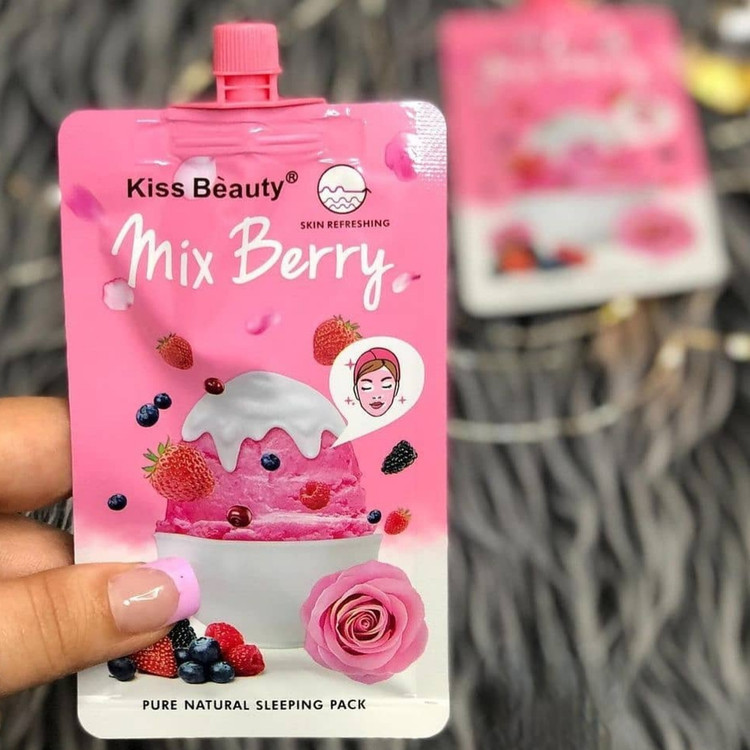 Kiss Beauty®
SKIN REFRESHING
Mix Berry
PURE NATURAL SLEEPING PACK